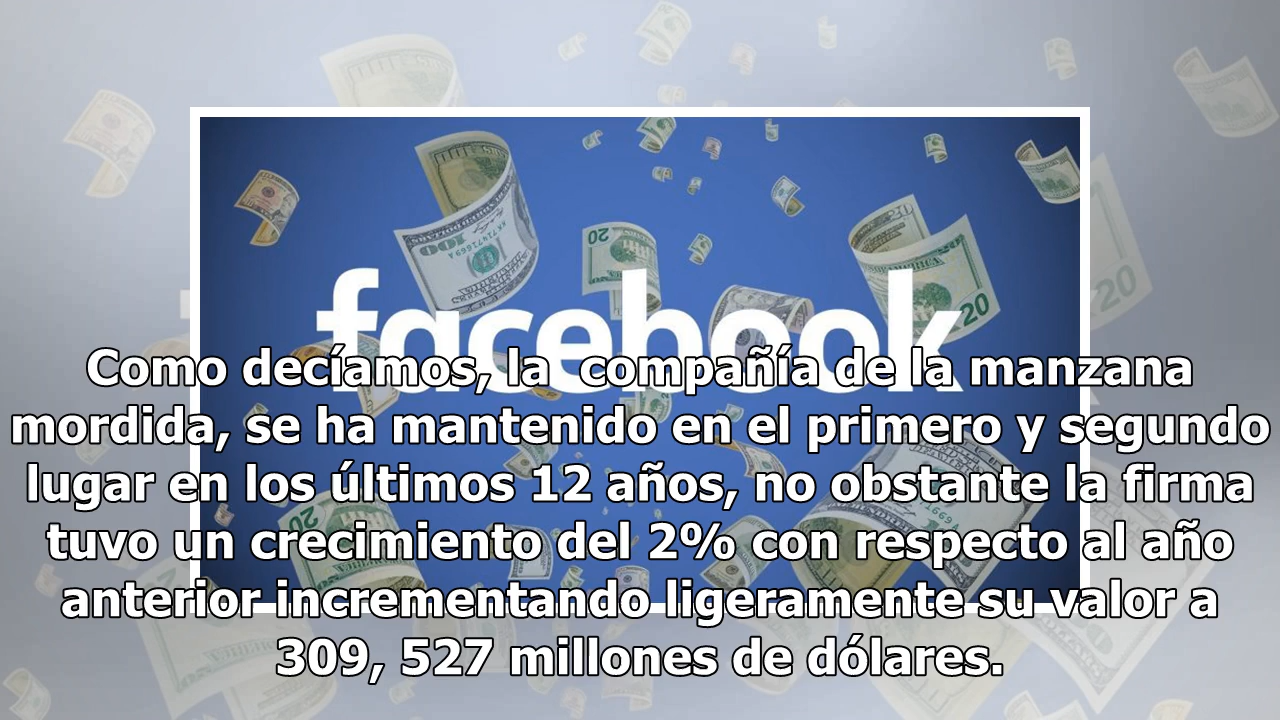 facebook
Como decíamos, la  compañía de la manzana
mordida, se ha mantenido en el primero y segundo
lugar en los últimos 12 años, no obstante la firma
tuvo un crecimiento del 2% con respecto al año
anterior incrementando ligeramente su valor a
309, 527 millones de dólares.